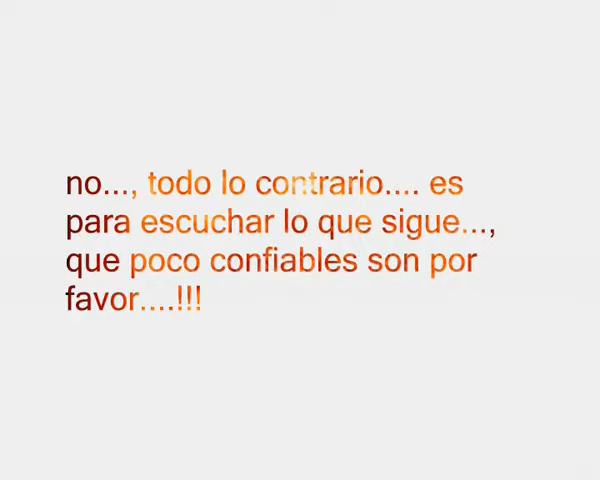 no..., todo lo contrario.... es
para escuchar lo que sigue...,
que poco confiables son por
favor....!!!